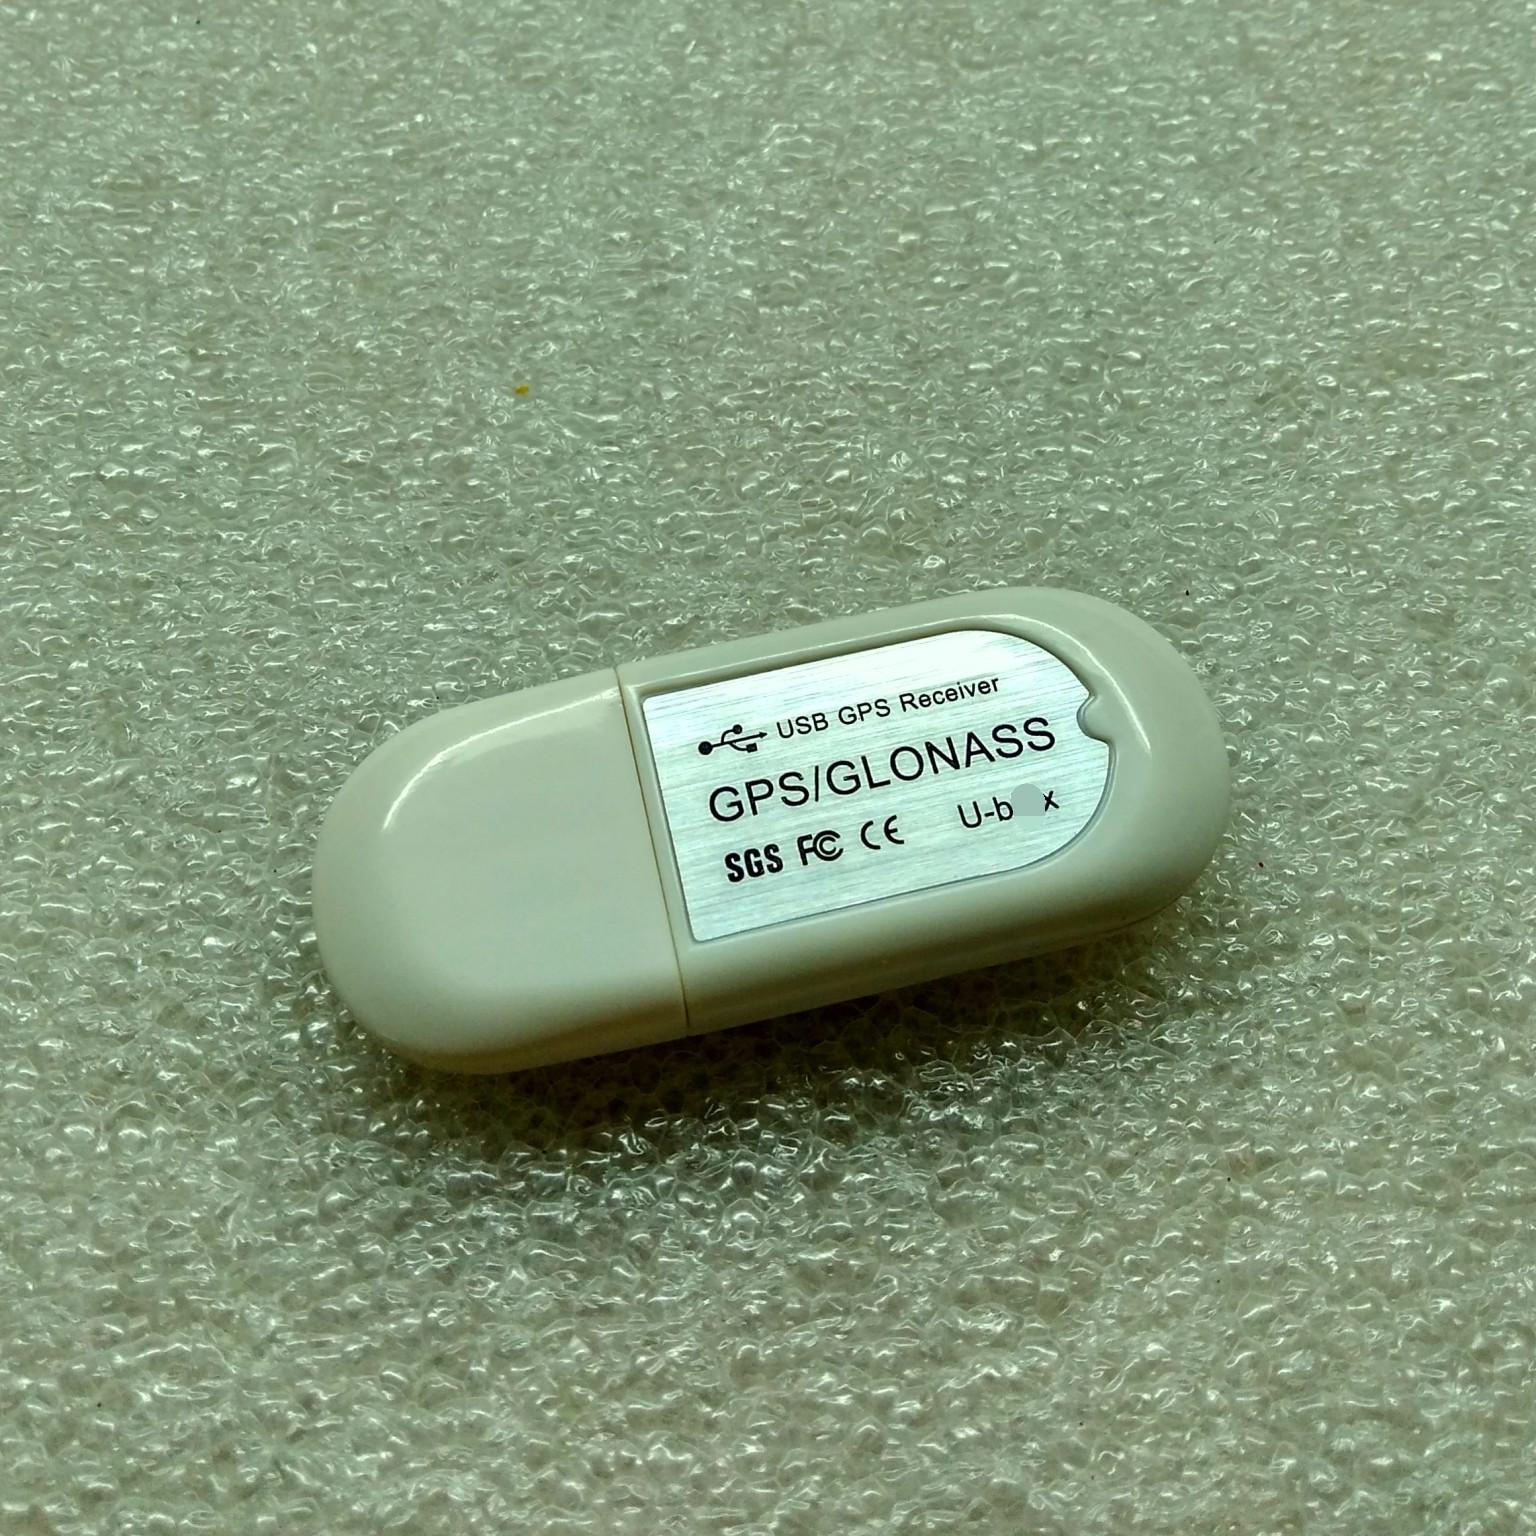 USB GPS Receiver
GPS/GLONASS
SGS FC CE